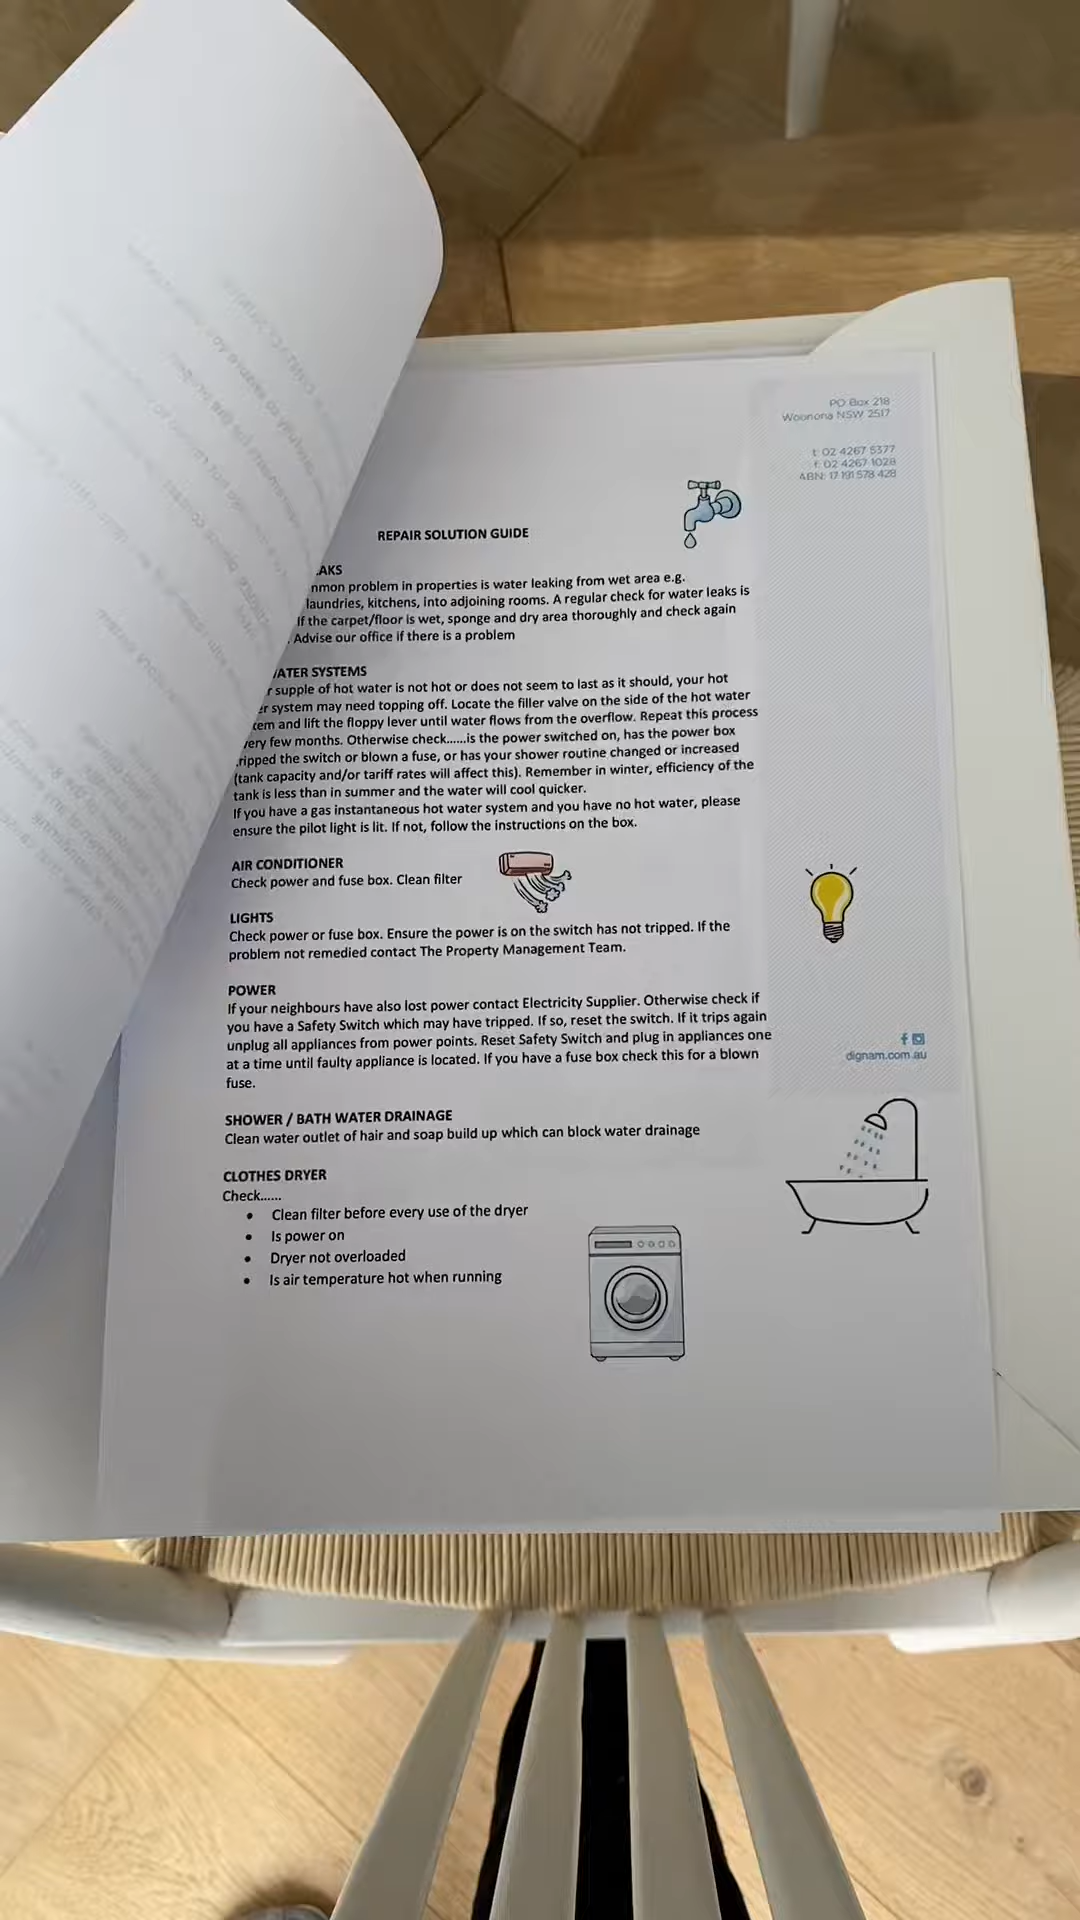 PO Box 218
Woonona NSW 2517
t: 02 4267 5377
f: 02 4267 1028
ABN: 17 191 578 428
REPAIR SOLUTION GUIDE
AKS
nmon problem in properties is water leaking from wet area e.g.
laundries, kitchens, into adjoining rooms. A regular check for water leaks is
If the carpet/floor is wet, sponge and dry area thoroughly and check again
. Advise our office if there is a problem
ATER SYSTEMS
r supple of hot water is not hot or does not seem to last as it should, your hot
er system may need topping off. Locate the filler valve on the side of the hot water
tem and lift the floppy lever until water flows from the overflow. Repeat this process
very few months. Otherwise check......is the power switched on, has the power box
ripped the switch or blown a fuse, or has your shower routine changed or increased
(tank capacity and/or tariff rates will affect this). Remember in winter, efficiency of the
tank is less than in summer and the water will cool quicker.
If you have a gas instantaneous hot water system and you have no hot water, please
ensure the pilot light is lit. If not, follow the instructions on the box.
AIR CONDITIONER
Check power and fuse box. Clean filter
LIGHTS
Check power or fuse box. Ensure the power is on the switch has not tripped. If the
problem not remedied contact The Property Management Team.
POWER
If your neighbours have also lost power contact Electricity Supplier. Otherwise check if
you have a Safety Switch which may have tripped. If so, reset the switch. If it trips again
unplug all appliances from power points. Reset Safety Switch and plug in appliances one
at a time until faulty appliance is located. If you have a fuse box check this for a blown
fuse.
dignam.com.au
SHOWER / BATH WATER DRAINAGE
Clean water outlet of hair and soap build up which can block water drainage
CLOTHES DRYER
Check......
• Clean filter before every use of the dryer
• Is power on
• Dryer not overloaded
• Is air temperature hot when running